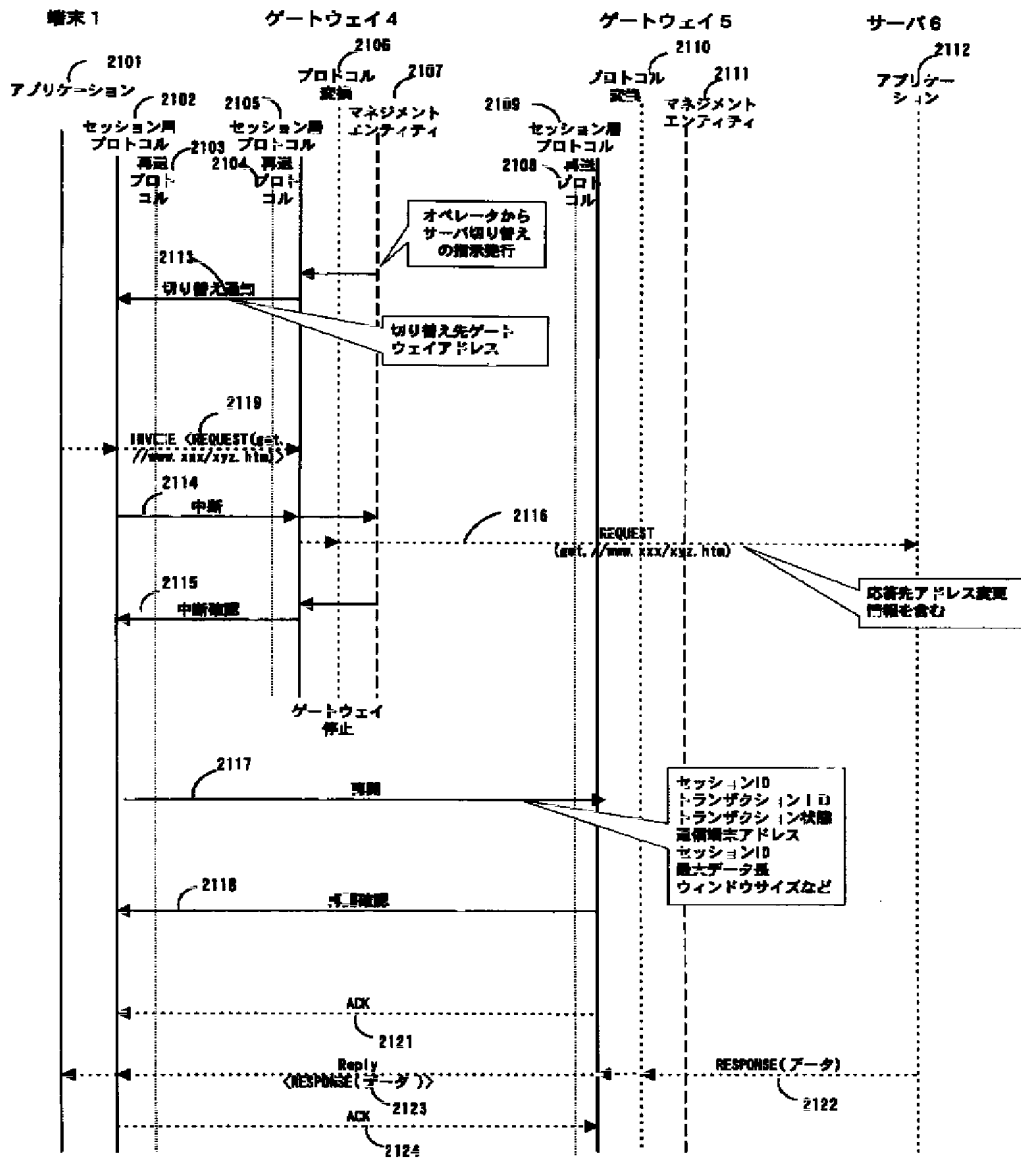 端末1
ゲートウェイ4
ゲートウェイ5
サーバ6
2101
アプリケーション
2102
セッション層
プロトコル
2103
再送
プロト
コル
2104
再送
プロト
コル
2105
セッション層
プロトコル
2106
プロトコル
変換
2107
マネジメント
エンティティ
2108
再送
プロト
コル
2109
セッション層
プロトコル
2110
プロトコル
変換
2111
マネジメント
エンティティ
2112
アプリケー
ション
オペレータから
サーバ切り替え
の指示発行
2113
切り替え通知
切り替え先ゲート
ウェイアドレス
2119
INVOKE <REQUEST(get,
//www.xxx/xyz.htm)>
2114
中断
2116
REQUEST
(get,//www.xxx/xyz.htm)
応答先アドレス変更
情報を含む
2115
中断確認
ゲートウェイ
停止
2117
再開
セッションID
トランザクションID
トランザクション状態
通信端末アドレス
セッションID
最大データ長
ウィンドウサイズなど
2118
再開確認
ACK
2121
Reply
<RESPONSE(データ)>
2123
RESPONSE(データ)
2122
ACK
2124